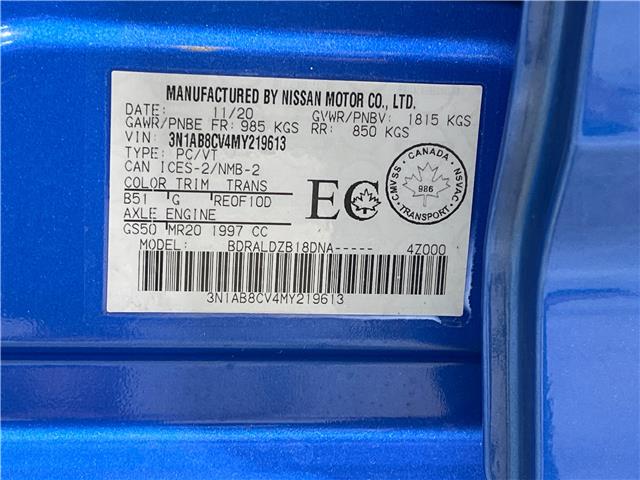 MANUFACTURED BY NISSAN MOTOR CO., LTD.
DATE: 11/20 GVWR/PNBV: 1815 KGS
GAWR/PNBE FR: 985 KGS RR: 850 KGS
VIN: 3N1AB8CV4MY219613
TYPE: PC/VT
CAN ICES-2/NMB-2
COLOR TRIM TRANS
B51 G RE0F10D
AXLE ENGINE
GS50 MR20 1997 CC
MODEL: BDRALDZB18DNA----- 4Z000
EC
CANADA
CMVSS NSVAC
986
TRANSPORT
3N1AB8CV4MY219613